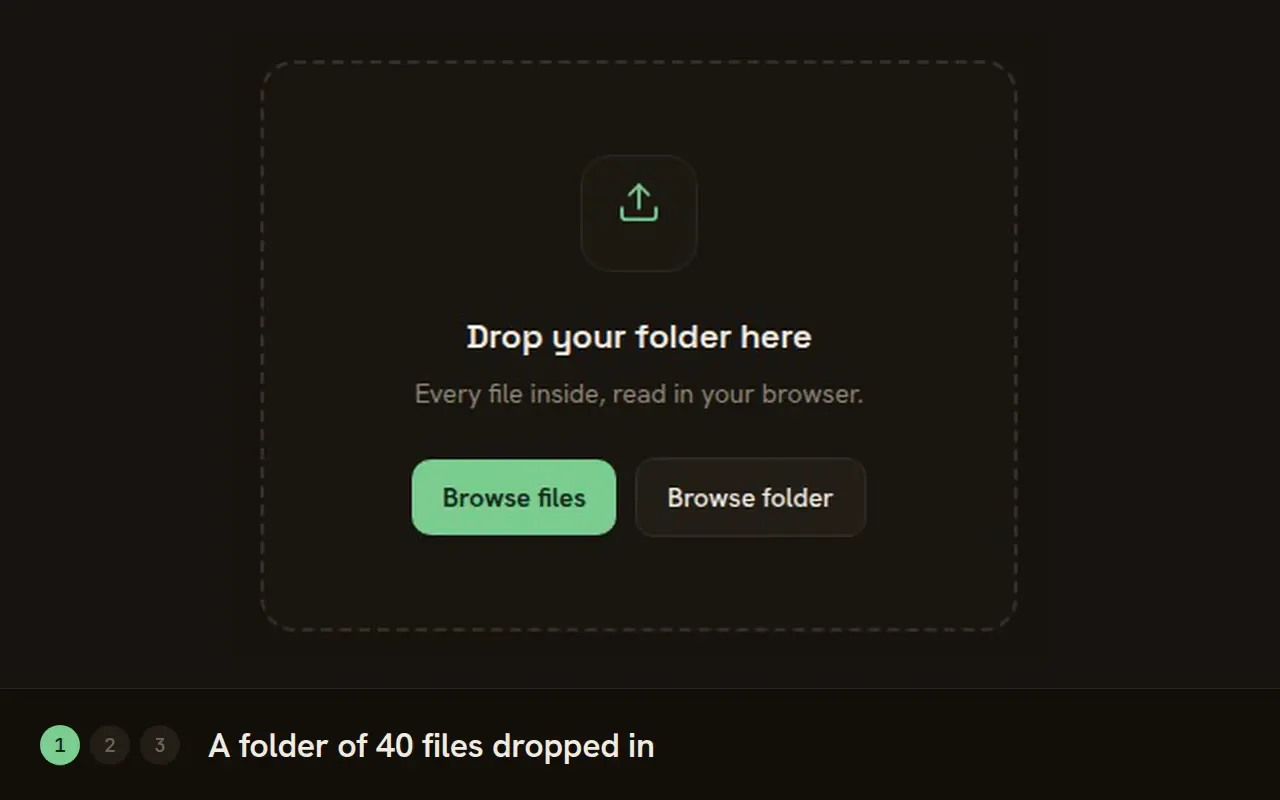 Drop your folder here
Every file inside, read in your browser.
Browse files Browse folder
1 2 3 A folder of 40 files dropped in